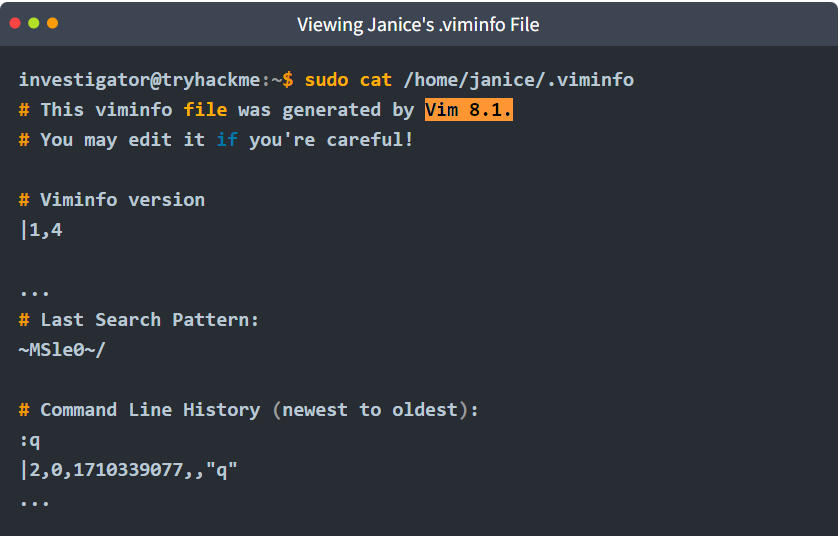 Viewing Janice's .viminfo File
investigator@tryhackme:~$ sudo cat /home/janice/.viminfo
# This viminfo file was generated by Vim 8.1.
# You may edit it if you're careful!
# Viminfo version
|1,4
...
# Last Search Pattern:
~MSle0~/
# Command Line History (newest to oldest):
:q
|2,0,1710339077,,"q"
...